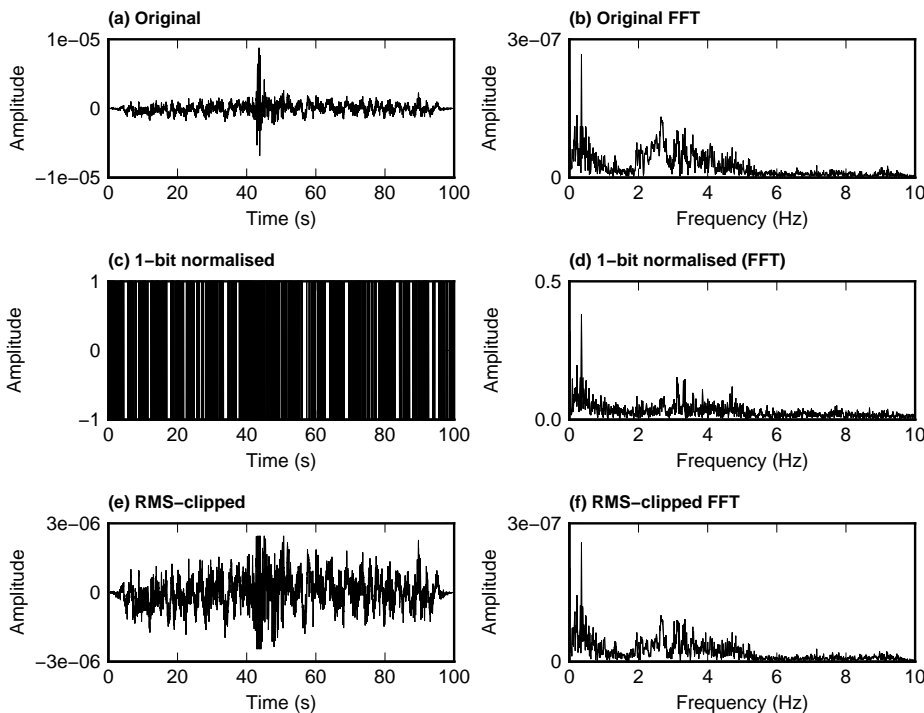 (a) Original
1e−05
0
−1e−05
Amplitude
0 20 40 60 80 100
Time (s)
(b) Original FFT
3e−07
0
Amplitude
0 2 4 6 8 10
Frequency (Hz)
(c) 1−bit normalised
1
0
−1
Amplitude
0 20 40 60 80 100
Time (s)
(d) 1−bit normalised (FFT)
0.5
0.0
Amplitude
0 2 4 6 8 10
Frequency (Hz)
(e) RMS−clipped
3e−06
0
−3e−06
Amplitude
0 20 40 60 80 100
Time (s)
(f) RMS−clipped FFT
3e−07
0
Amplitude
0 2 4 6 8 10
Frequency (Hz)